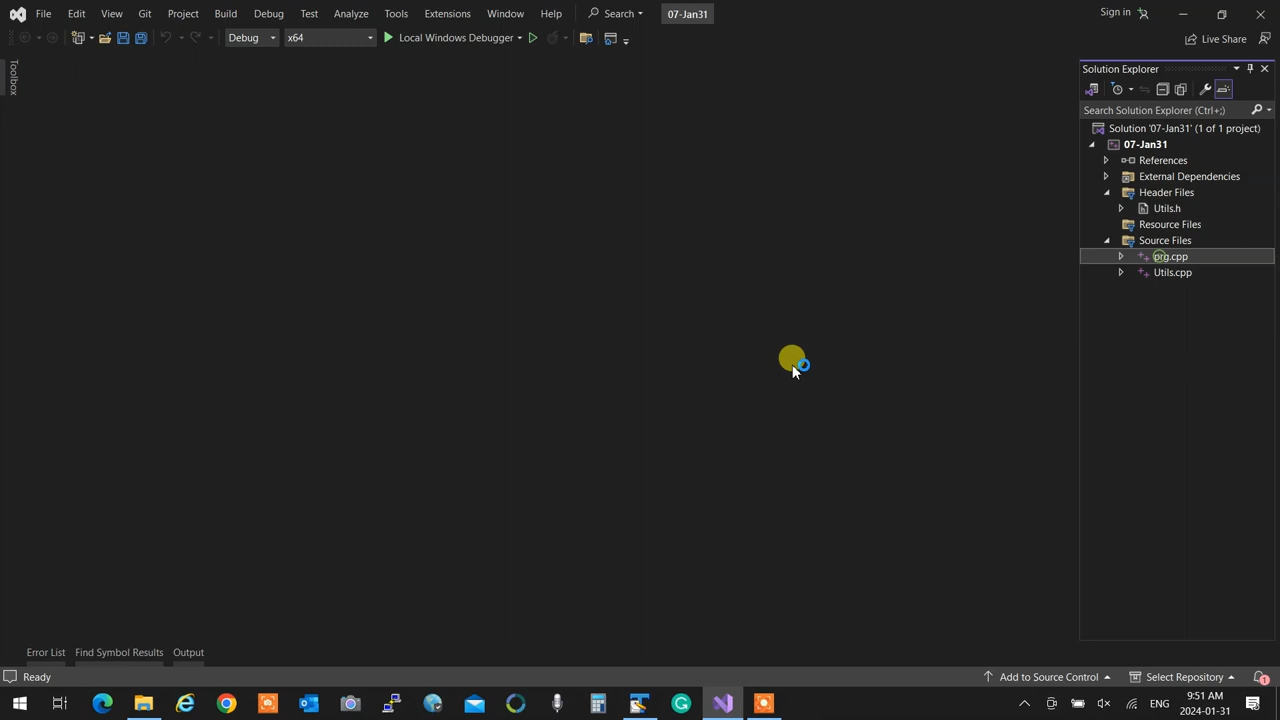 File Edit View Git Project Build Debug Test Analyze Tools Extensions Window Help Search 07-Jan31 Sign in
Debug x64 Local Windows Debugger Live Share
Toolbox
Solution Explorer
Search Solution Explorer (Ctrl+;)
Solution '07-Jan31' (1 of 1 project)
07-Jan31
References
External Dependencies
Header Files
Utils.h
Resource Files
Source Files
prg.cpp
Utils.cpp
Error List Find Symbol Results Output
Ready Add to Source Control Select Repository 1
ENG 9:51 AM
2024-01-31